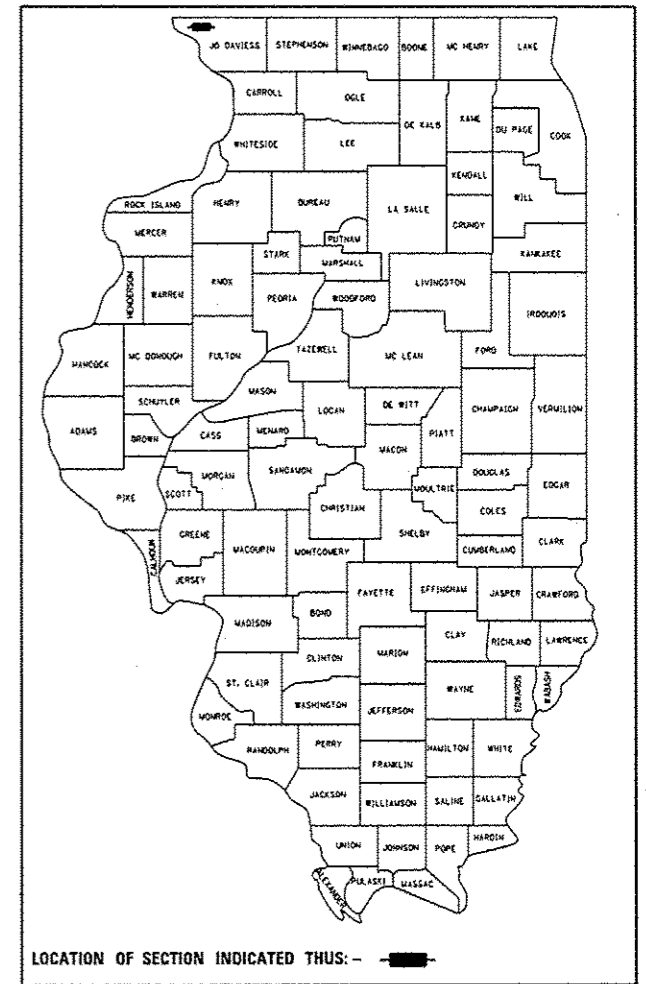 JO DAVIESS STEPHENSON WINNEBAGO BOONE MC HENRY LAKE
CARROLL OGLE DE KALB KANE DU PAGE COOK
WHITESIDE LEE KENDALL WILL
ROCK ISLAND HENRY BUREAU LA SALLE GRUNDY
MERCER PUTNAM KANKAKEE
STARK MARSHALL LIVINGSTON
HENDERSON WARREN KNOX PEORIA WOODFORD IROQUOIS
HANCOCK MC DONOUGH FULTON TAZEWELL MC LEAN FORD
SCHUYLER MASON LOGAN DE WITT CHAMPAIGN VERMILION
ADAMS BROWN CASS MENARD MACON PIATT
PIKE SCOTT MORGAN SANGAMON MOULTRIE DOUGLAS EDGAR
CHRISTIAN COLES
CALHOUN GREENE MACOUPIN MONTGOMERY SHELBY CUMBERLAND CLARK
JERSEY FAYETTE EFFINGHAM JASPER CRAWFORD
MADISON BOND CLAY RICHLAND LAWRENCE
CLINTON MARION
ST. CLAIR WASHINGTON WAYNE EDWARDS WABASH
MONROE JEFFERSON
RANDOLPH PERRY HAMILTON WHITE
FRANKLIN
JACKSON WILLIAMSON SALINE GALLATIN
UNION JOHNSON POPE HARDIN
ALEXANDER PULASKI MASSAC
LOCATION OF SECTION INDICATED THUS: -